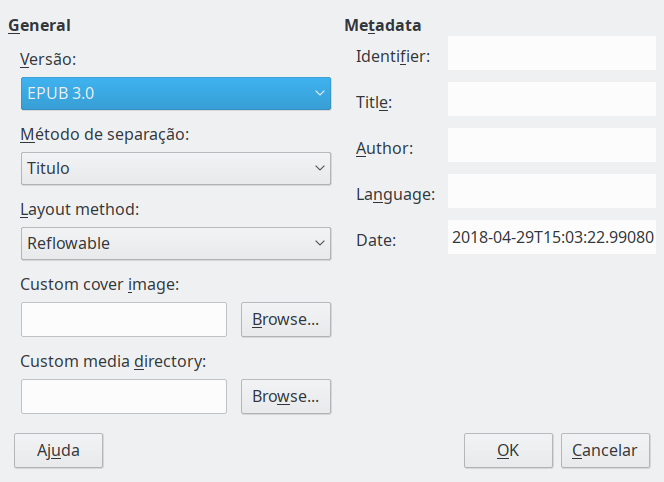 General
Versão:
EPUB 3.0
Método de separação:
Titulo
Layout method:
Reflowable
Custom cover image:
Browse...
Custom media directory:
Browse...
Metadata
Identifier:
Title:
Author:
Language:
Date: 2018-04-29T15:03:22.99080
Ajuda OK Cancelar